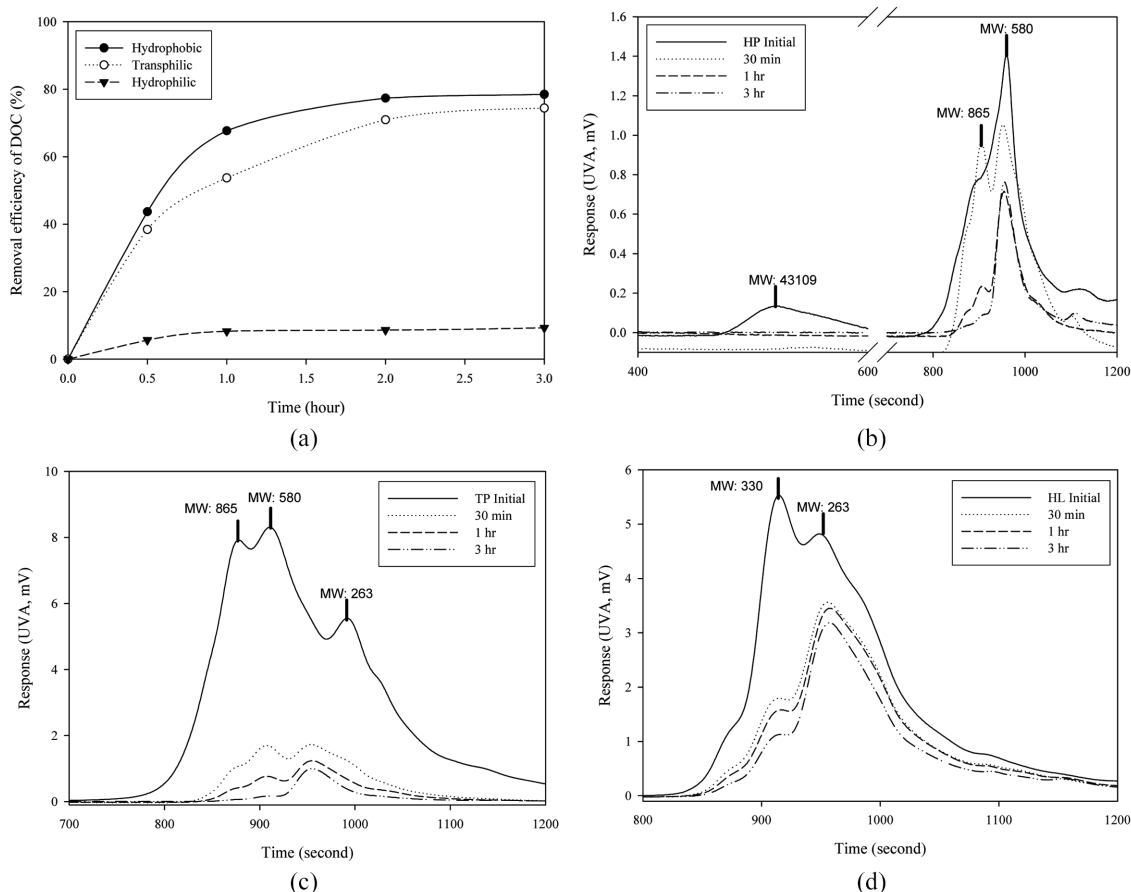 100
80
60
40
20
0
Removal efficiency of DOC (%)
Hydrophobic
Transphilic
Hydrophilic
0.0 0.5 1.0 1.5 2.0 2.5 3.0
Time (hour)
(a)
1.6
1.4
1.2
1.0
0.8
0.6
0.4
0.2
0.0
Response (UVA, mV)
HP Initial
30 min
1 hr
3 hr
MW: 580
MW: 865
MW: 43109
400 600 800 1000 1200
Time (second)
(b)
10
8
6
4
2
0
Response (UVA, mV)
TP Initial
30 min
1 hr
3 hr
MW: 865
MW: 580
MW: 263
700 800 900 1000 1100 1200
Time (second)
(c)
6
5
4
3
2
1
0
Response (UVA, mV)
HL Initial
30 min
1 hr
3 hr
MW: 330
MW: 263
800 900 1000 1100 1200
Time (second)
(d)